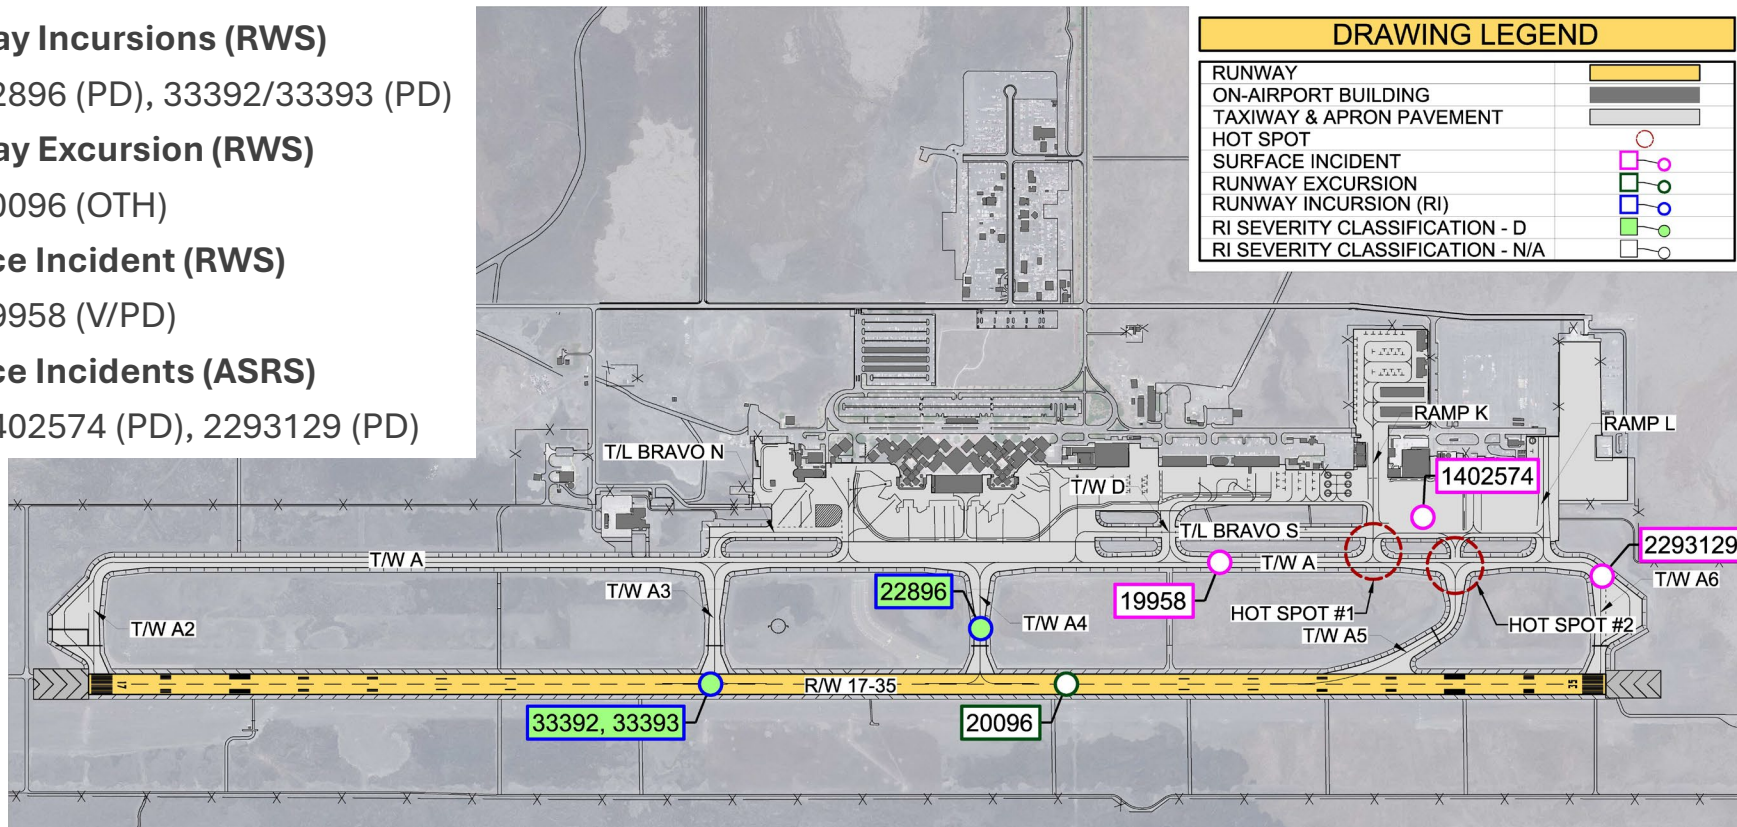 ay Incursions (RWS)
2896 (PD), 33392/33393 (PD)
ay Excursion (RWS)
0096 (OTH)
ce Incident (RWS)
9958 (V/PD)
ce Incidents (ASRS)
402574 (PD), 2293129 (PD)
DRAWING LEGEND
RUNWAY
ON-AIRPORT BUILDING
TAXIWAY & APRON PAVEMENT
HOT SPOT
SURFACE INCIDENT
RUNWAY EXCURSION
RUNWAY INCURSION (RI)
RI SEVERITY CLASSIFICATION - D
RI SEVERITY CLASSIFICATION - N/A
RAMP K
RAMP L
T/L BRAVO N
1402574
T/W D
T/L BRAVO S
2293129
T/W A
T/W A
T/W A6
T/W A3
22896
19958
HOT SPOT #1
T/W A2
T/W A4
T/W A5
HOT SPOT #2
17
R/W 17-35
35
33392, 33393
20096